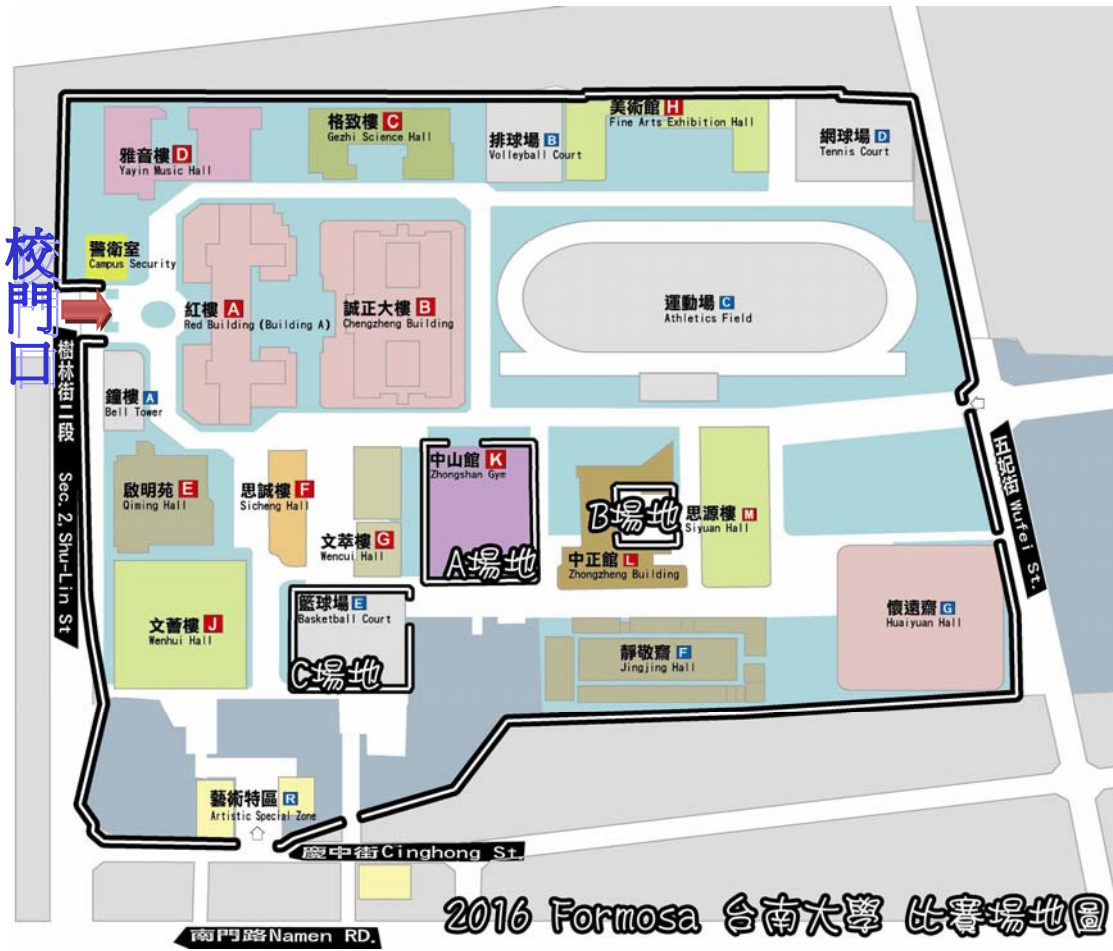 雅音樓 D
Yayin Music Hall
格致樓 C
Gezhi Science Hall
排球場 B
Volleyball Court
美術館 H
Fine Arts Exhibition Hall
網球場 D
Tennis Court
警衛室
Campus Security
校門口
紅樓 A
Red Building (Building A)
誠正大樓 B
Chengzheng Building
運動場 C
Athletics Field
鐘樓 A
Bell Tower
樹林街二段 Sec. 2, Shu-Lin St
啟明苑 E
Qiming Hall
思誠樓 F
Sicheng Hall
文萃樓 G
Wencui Hall
中山館 K
Zhongshan Gym
A場地
B場地
中正館 L
Zhongzheng Building
思源樓 M
Siyuan Hall
五妃街 Wufei St.
文薈樓 J
Wenhui Hall
籃球場 E
Basketball Court
C場地
靜敬齋 F
Jingjing Hall
懷遠齋 G
Huaiyuan Hall
藝術特區 R
Artistic Special Zone
慶中街Cinghong St.
南門路Namen RD.
2016 Formosa 台南大學 比賽場地圖